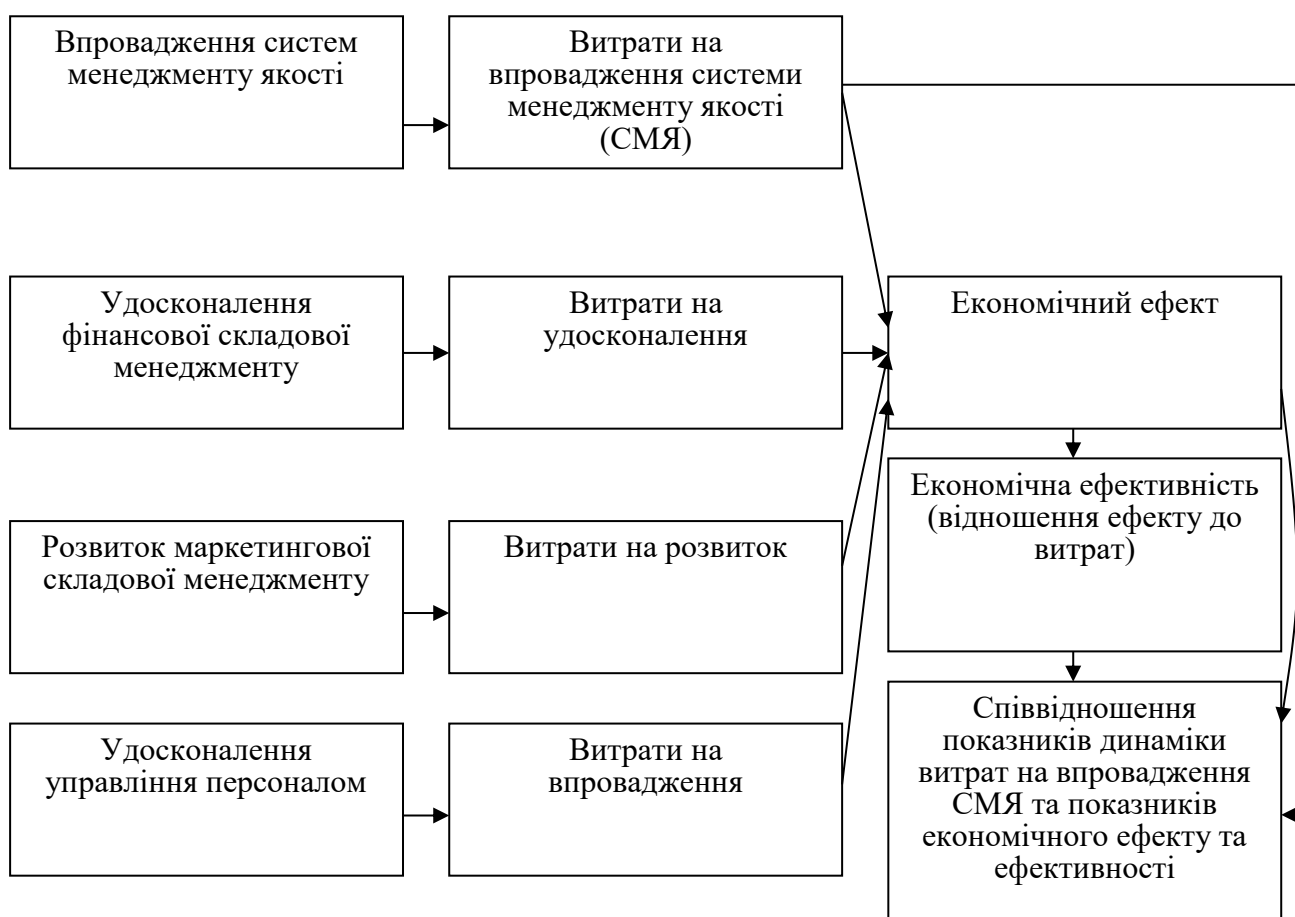 Впровадження систем
менеджменту якості
Витрати на
впровадження системи
менеджменту якості
(СМЯ)
Удосконалення
фінансової складової
менеджменту
Витрати на
удосконалення
Економічний ефект
Економічна ефективність
(відношення ефекту до
витрат)
Розвиток маркетингової
складової менеджменту
Витрати на розвиток
Удосконалення
управління персоналом
Витрати на
впровадження
Співвідношення
показників динаміки
витрат на впровадження
СМЯ та показників
економічного ефекту та
ефективності